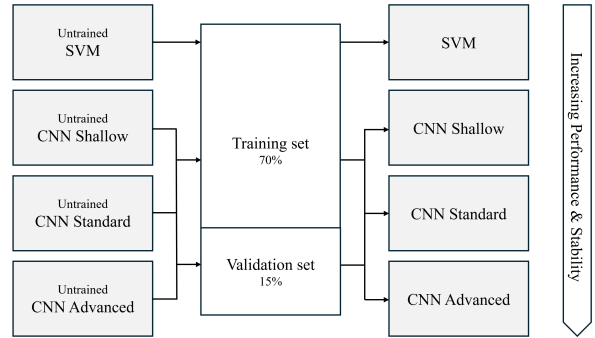 Untrained
SVM
Untrained
CNN Shallow
Untrained
CNN Standard
Untrained
CNN Advanced
Training set
70%
Validation set
15%
SVM
CNN Shallow
CNN Standard
CNN Advanced
Increasing Performance & Stability